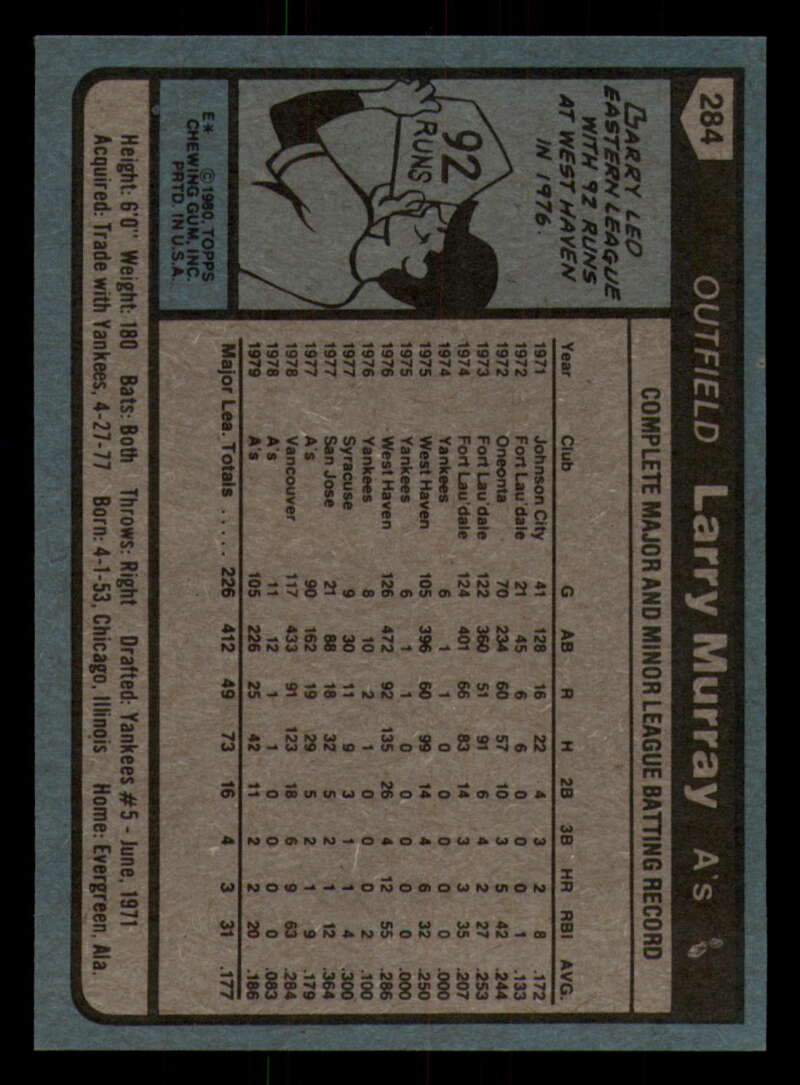 284
OUTFIELD Larry Murray A's
LARRY LEO
EASTERN LEAGUE
WITH 92 RUNS
AT WEST HAVEN
IN 1976.
92
RUNS
E* ©1980, TOPPS
CHEWING GUM, INC.
PRTD. IN U.S.A.
COMPLETE MAJOR AND MINOR LEAGUE BATTING RECORD
Year Club G AB R H 2B 3B HR RBI AVG.
1971 Johnson City 41 128 16 22 4 3 2 8 .172
1972 Fort Lau'dale 21 45 6 6 0 0 0 1 .133
1972 Oneonta 70 234 60 57 10 3 5 42 .244
1973 Fort Lau'dale 122 360 51 91 6 4 2 27 .253
1974 Fort Lau'dale 124 401 66 83 14 3 3 35 .207
1974 Yankees 6 1 1 0 0 0 0 0 .000
1975 West Haven 105 396 60 99 14 4 6 32 .250
1975 Yankees 6 1 1 0 0 0 0 0 .000
1976 West Haven 126 472 92 135 26 4 12 55 .286
1976 Yankees 8 10 2 1 0 0 0 2 .100
1977 Syracuse 9 30 11 9 3 1 1 4 .300
1977 San Jose 21 88 18 32 5 2 1 12 .364
1977 A's 90 162 19 29 5 2 1 9 .179
1978 Vancouver 117 433 91 123 18 6 9 63 .284
1978 A's 11 12 1 1 0 0 0 0 .083
1979 A's 105 226 25 42 11 2 2 20 .186
Major Lea. Totals ..... 226 412 49 73 16 4 3 31 .177
Height: 6'0" Weight: 180 Bats: Both Throws: Right Drafted: Yankees #5 - June, 1971
Acquired: Trade with Yankees, 4-27-77 Born: 4-1-53, Chicago, Illinois Home: Evergreen, Ala.